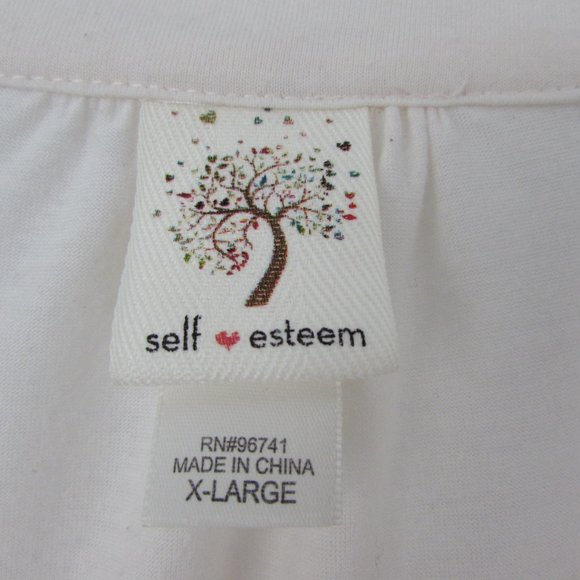 self ❤ esteem
RN#96741
MADE IN CHINA
X-LARGE